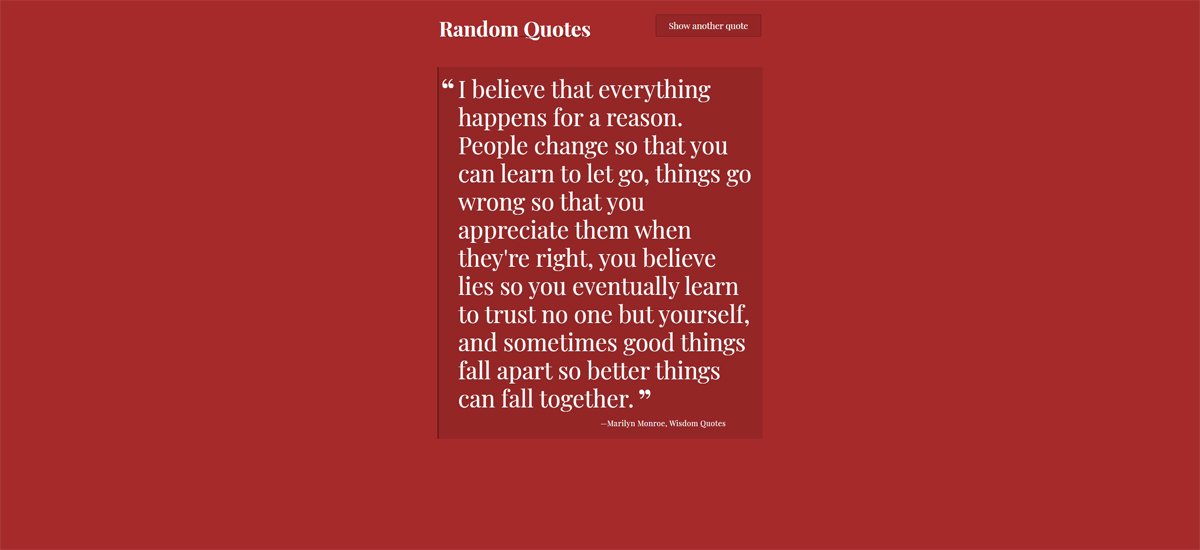 Random Quotes
Show another quote
“ I believe that everything
happens for a reason.
People change so that you
can learn to let go, things go
wrong so that you
appreciate them when
they're right, you believe
lies so you eventually learn
to trust no one but yourself,
and sometimes good things
fall apart so better things
can fall together. ”
—Marilyn Monroe, Wisdom Quotes